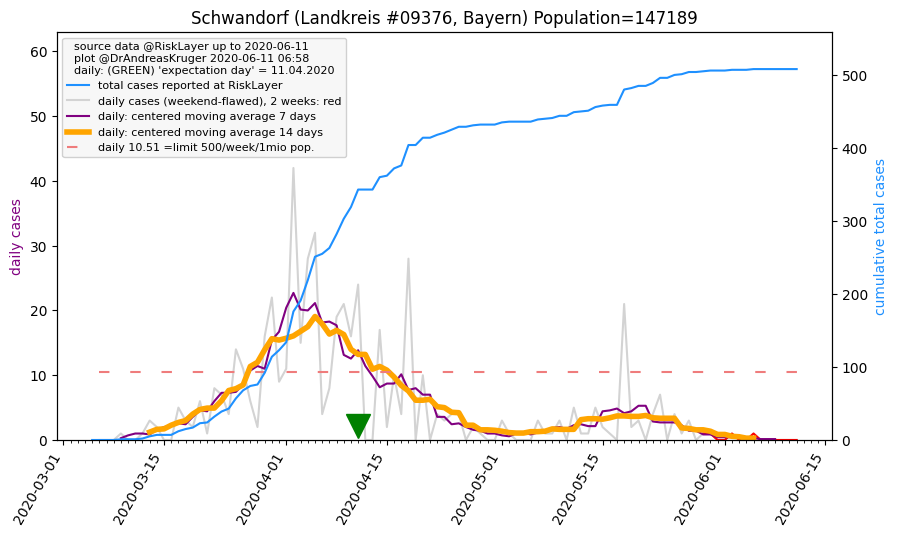 Schwandorf (Landkreis #09376, Bayern) Population=147189
source data @RiskLayer up to 2020-06-11
plot @DrAndreasKruger 2020-06-11 06:58
daily: (GREEN) 'expectation day' = 11.04.2020
total cases reported at RiskLayer
daily cases (weekend-flawed), 2 weeks: red
daily: centered moving average 7 days
daily: centered moving average 14 days
daily 10.51 =limit 500/week/1mio pop.
daily cases
60
50
40
30
20
10
0
cumulative total cases
500
400
300
200
100
0
2020-03-01
2020-03-15
2020-04-01
2020-04-15
2020-05-01
2020-05-15
2020-06-01
2020-06-15